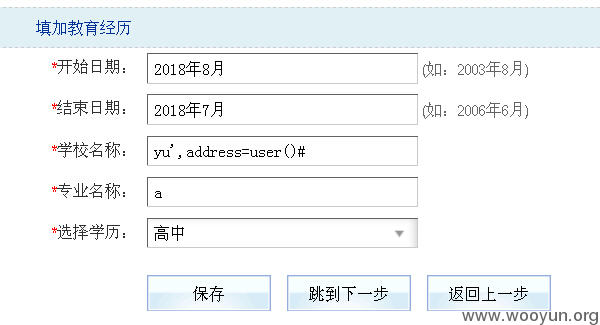 填加教育经历
*开始日期： 2018年8月 (如：2003年8月)
*结束日期： 2018年7月 (如：2006年6月)
*学校名称： yu',address=user()#
*专业名称： a
*选择学历： 高中
保存 跳到下一步 返回上一步
www.wooyun.org